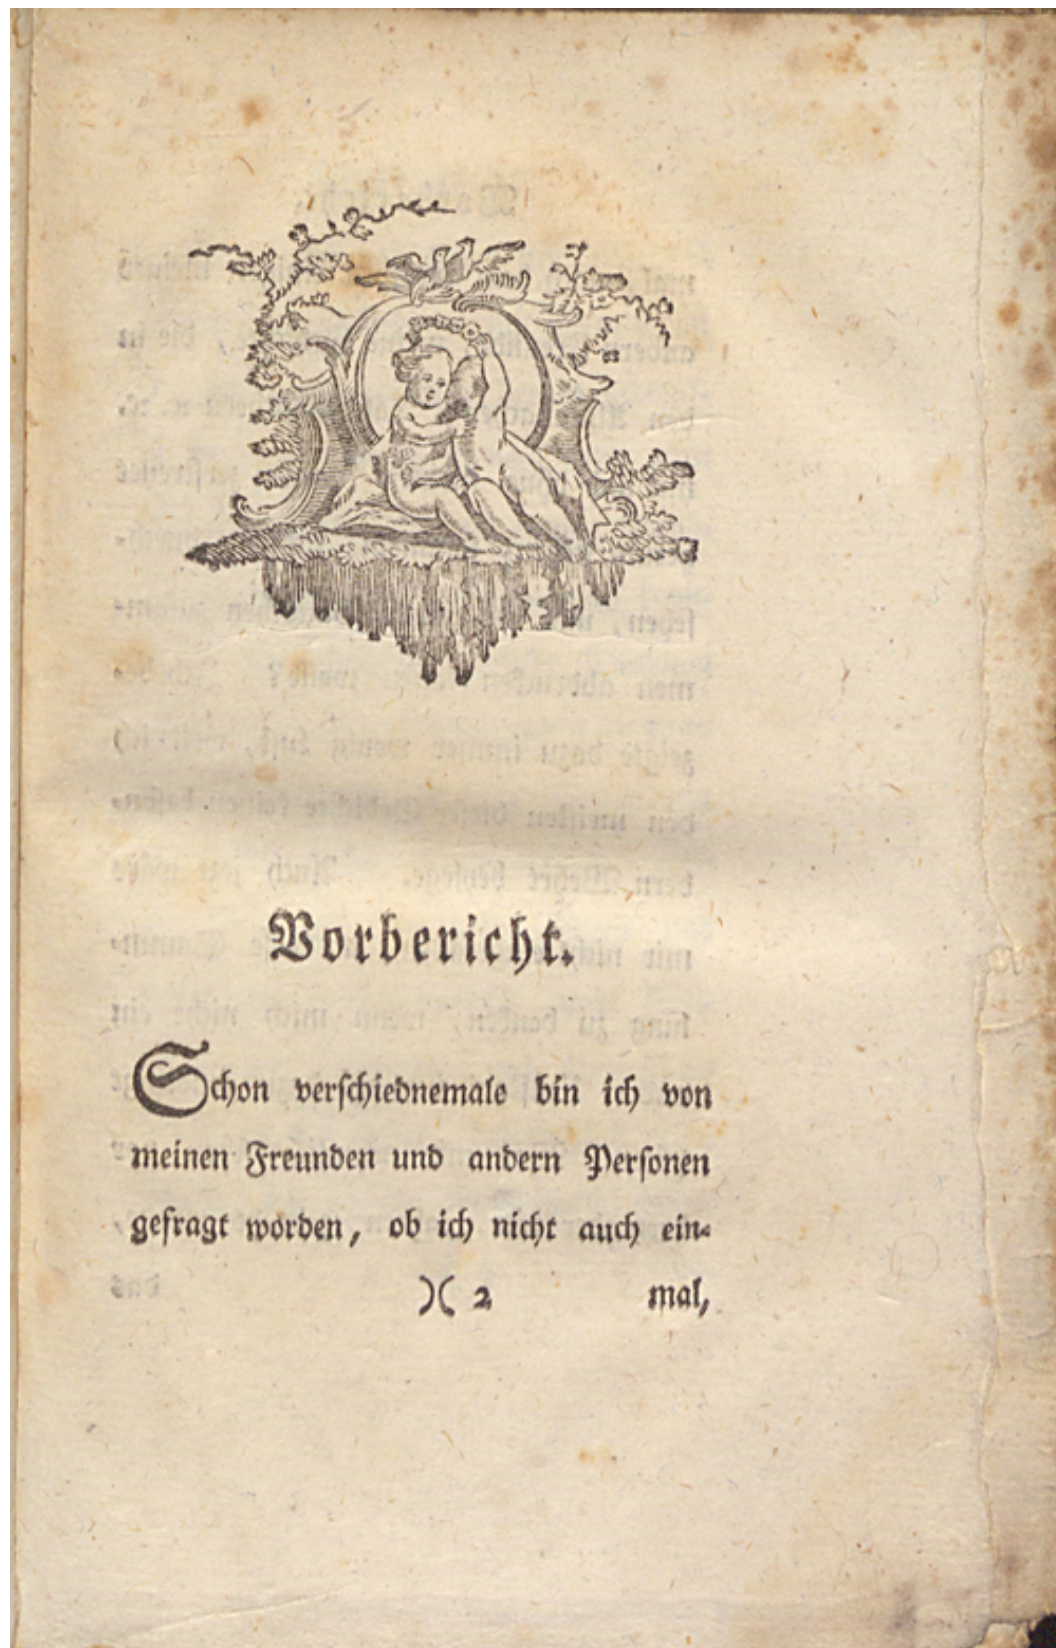 Vorbericht.
Schon verschiednemale bin ich von
meinen Freunden und andern Personen
gefragt worden, ob ich nicht auch ein-
)( 2 mal,